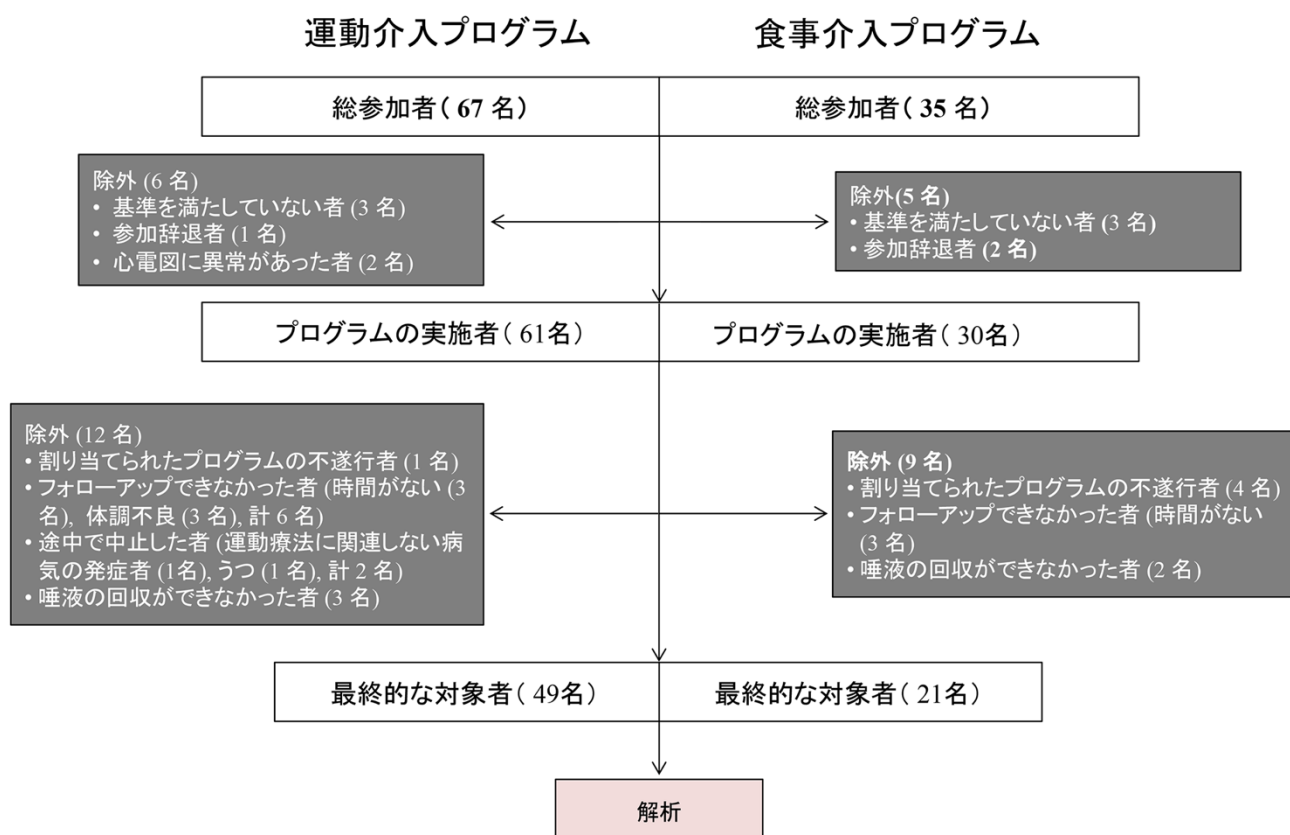 運動介入プログラム
食事介入プログラム
総参加者( 67 名)
総参加者( 35 名)
除外 (6 名)
• 基準を満たしていない者 (3 名)
• 参加辞退者 (1 名)
• 心電図に異常があった者 (2 名)
除外(5 名)
• 基準を満たしていない者 (3 名)
• 参加辞退者 (2 名)
プログラムの実施者( 61名)
プログラムの実施者( 30名)
除外 (12 名)
• 割り当てられたプログラムの不遂行者 (1 名)
• フォローアップできなかった者 (時間がない (3
名), 体調不良 (3 名), 計 6 名)
• 途中で中止した者 (運動療法に関連しない病
気の発症者 (1名), うつ (1 名), 計 2 名)
• 唾液の回収ができなかった者 (3 名)
除外 (9 名)
• 割り当てられたプログラムの不遂行者 (4 名)
• フォローアップできなかった者 (時間がない
(3 名)
• 唾液の回収ができなかった者 (2 名)
最終的な対象者( 49名)
最終的な対象者( 21名)
解析